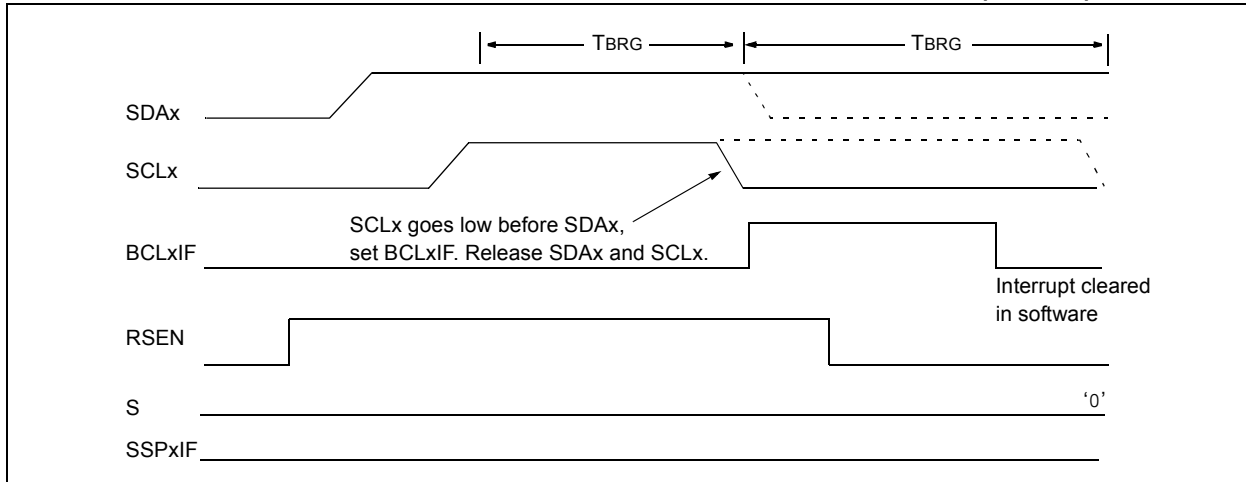 TBRG
TBRG
SDAx
SCLx
SCLx goes low before SDAx,
set BCLxIF. Release SDAx and SCLx.
BCLxIF
Interrupt cleared
in software
RSEN
S
‘0’
SSPxIF